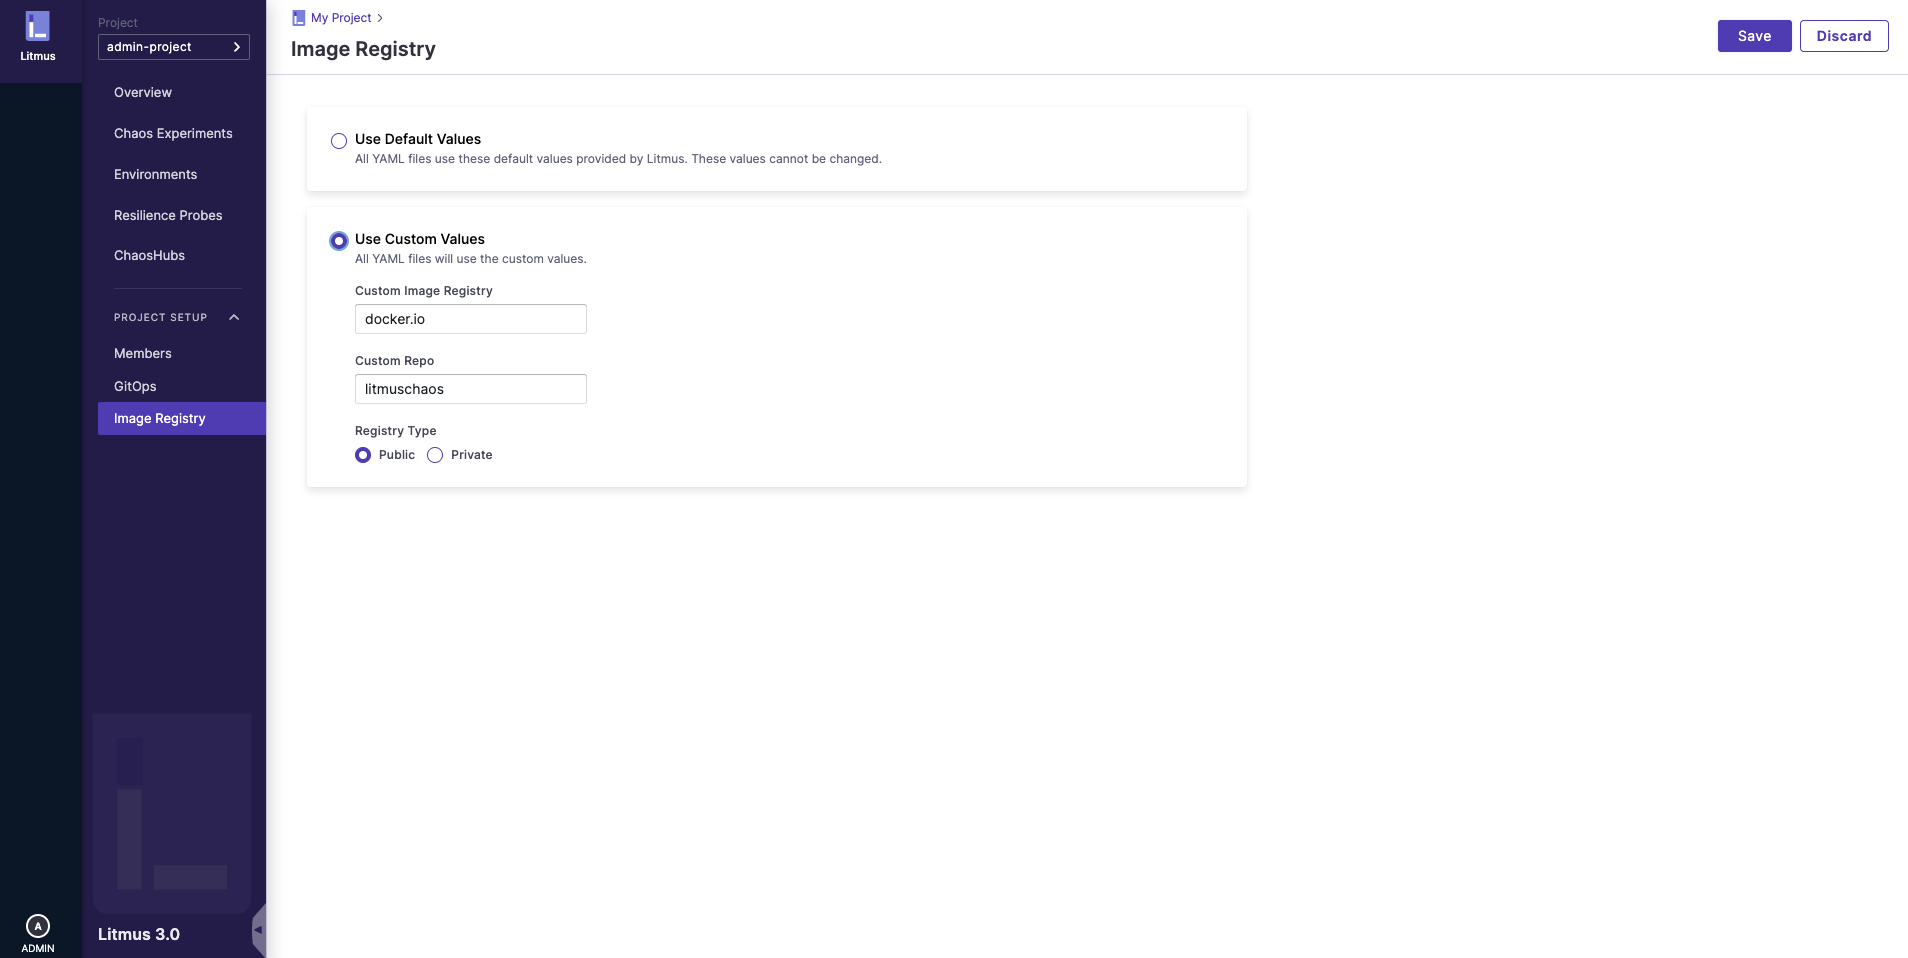 Litmus
Project
admin-project
Overview
Chaos Experiments
Environments
Resilience Probes
ChaosHubs
PROJECT SETUP
Members
GitOps
Image Registry
Litmus 3.0
A
ADMIN
My Project
Image Registry
Save
Discard
Use Default Values
All YAML files use these default values provided by Litmus. These values cannot be changed.
Use Custom Values
All YAML files will use the custom values.
Custom Image Registry
docker.io
Custom Repo
litmuschaos
Registry Type
Public Private